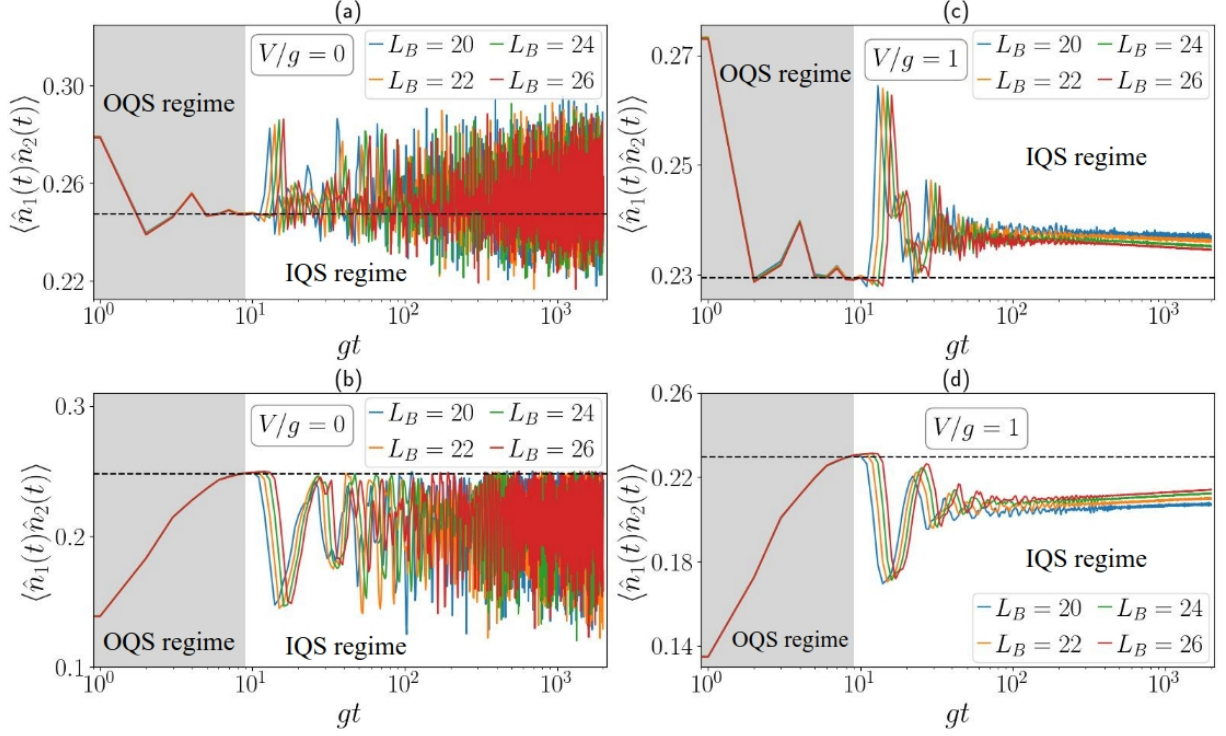 (a)
⟨n̂₁(t)n̂₂(t)⟩
0.30
0.26
0.22
OQS regime
V/g = 0
L_B = 20
L_B = 24
L_B = 22
L_B = 26
IQS regime
10⁰
10¹
10²
10³
gt
(c)
⟨n̂₁(t)n̂₂(t)⟩
0.27
0.25
0.23
OQS regime
V/g = 1
L_B = 20
L_B = 24
L_B = 22
L_B = 26
IQS regime
10⁰
10¹
10²
10³
gt
(b)
⟨n̂₁(t)n̂₂(t)⟩
0.3
0.2
0.1
V/g = 0
L_B = 20
L_B = 24
L_B = 22
L_B = 26
OQS regime
IQS regime
10⁰
10¹
10²
10³
gt
(d)
⟨n̂₁(t)n̂₂(t)⟩
0.26
0.22
0.18
0.14
V/g = 1
IQS regime
OQS regime
L_B = 20
L_B = 24
L_B = 22
L_B = 26
10⁰
10¹
10²
10³
gt